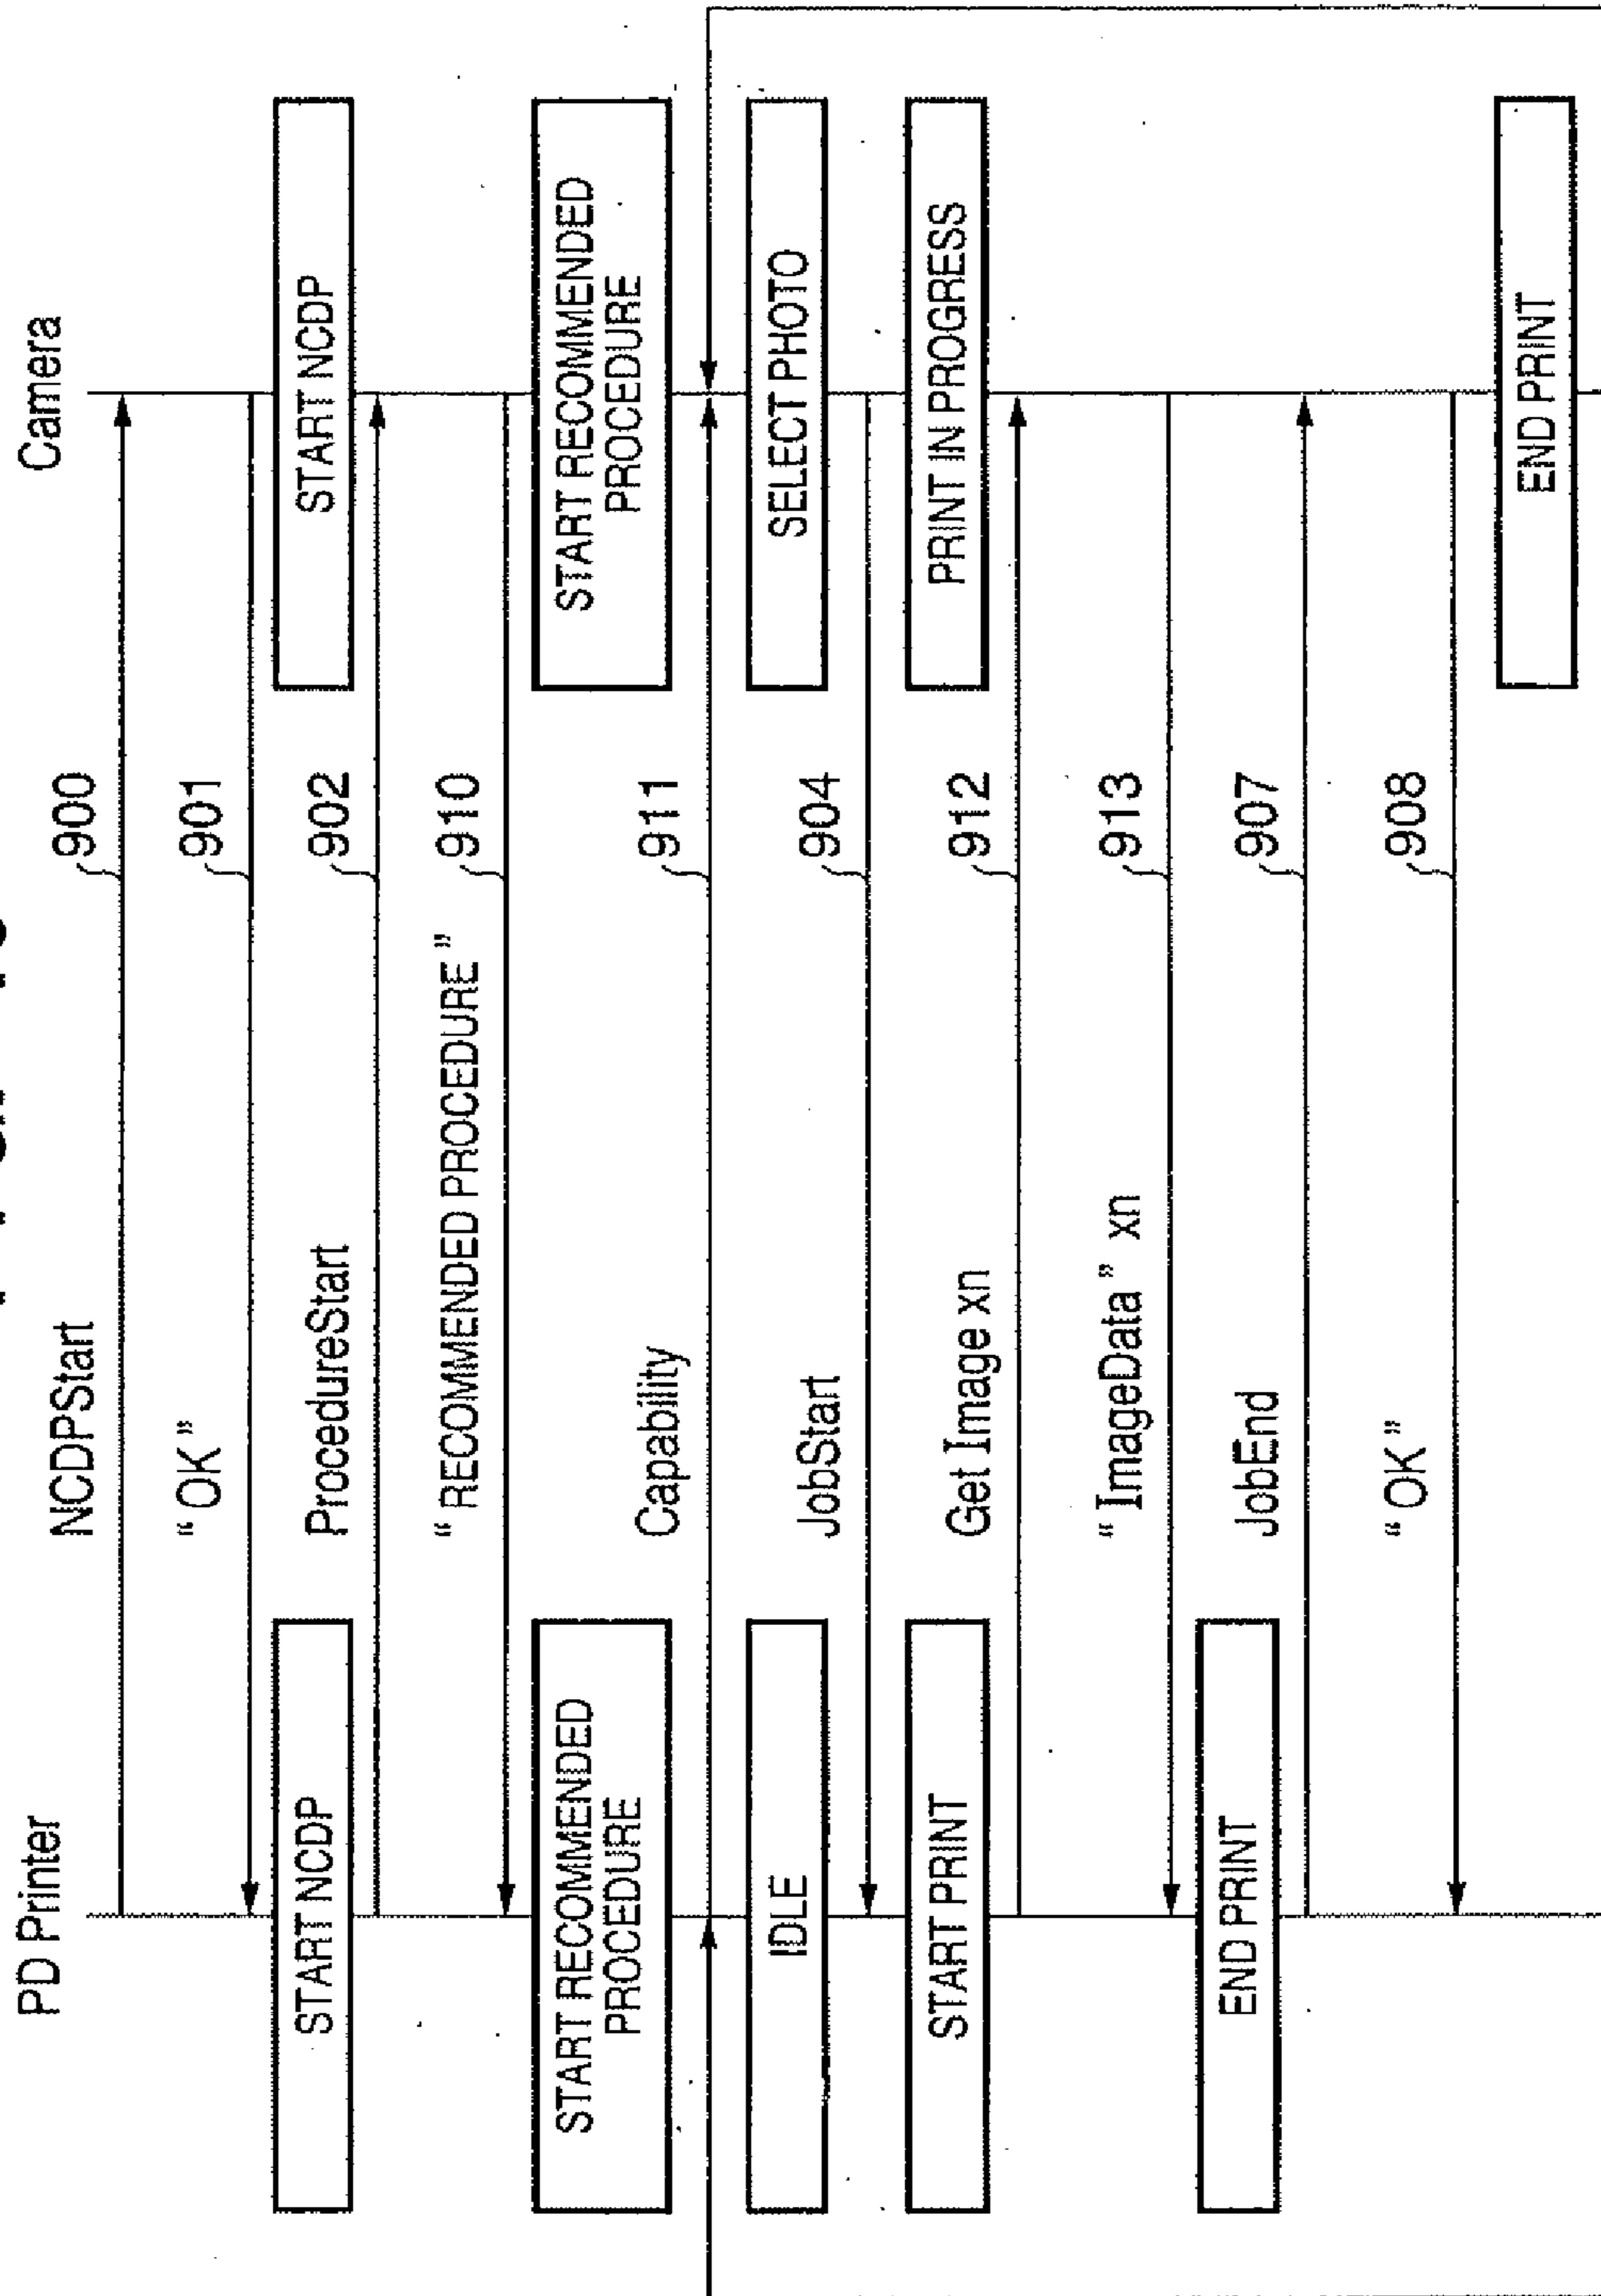 PD Printer
Camera
NCDPStart
900
"OK"
901
START NCDP
START NCDP
ProcedureStart
902
"RECOMMENDED PROCEDURE"
910
START RECOMMENDED
PROCEDURE
START RECOMMENDED
PROCEDURE
Capability
911
IDLE
SELECT PHOTO
JobStart
904
START PRINT
PRINT IN PROGRESS
Get Image xn
912
"ImageData" xn
913
END PRINT
JobEnd
907
"OK"
908
END PRINT